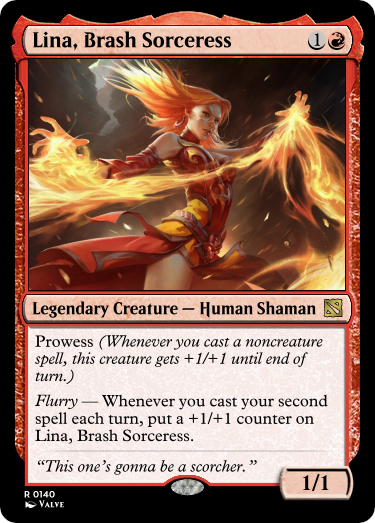 Lina, Brash Sorceress 1
Legendary Creature — Human Shaman
Prowess (Whenever you cast a noncreature
spell, this creature gets +1/+1 until end of
turn.)
Flurry — Whenever you cast your second
spell each turn, put a +1/+1 counter on
Lina, Brash Sorceress.
“This one's gonna be a scorcher.”
1/1
R 0140
Valve